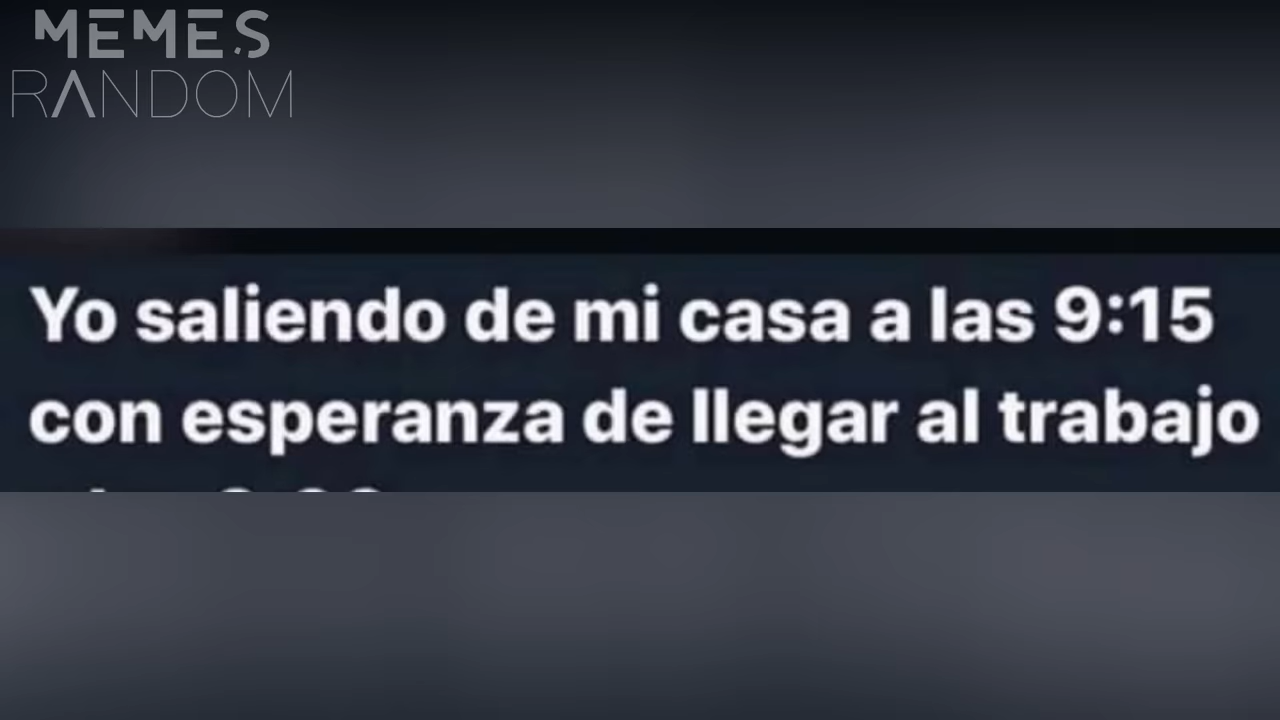 MEMES
RANDOM
Yo saliendo de mi casa a las 9:15
con esperanza de llegar al trabajo